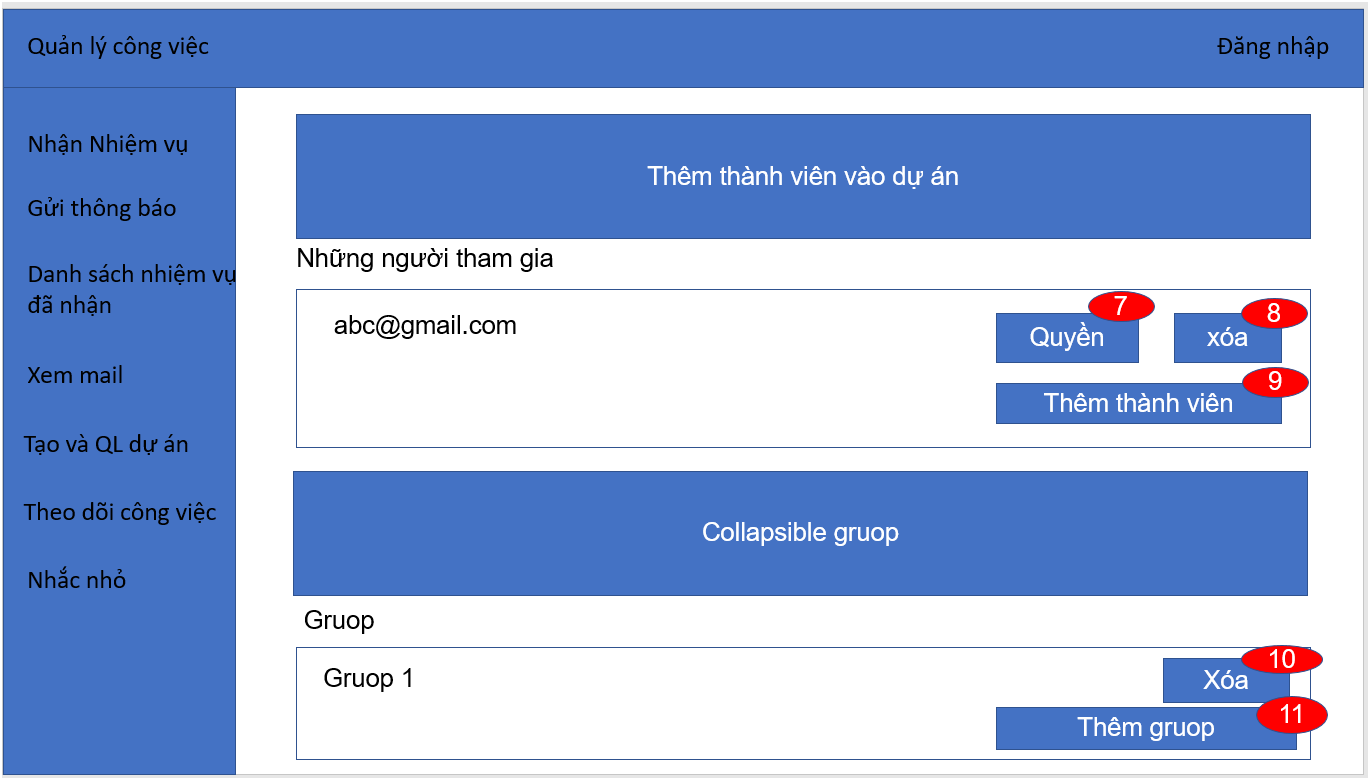 Quản lý công việc
Đăng nhập
Nhận Nhiệm vụ
Gửi thông báo
Danh sách nhiệm vụ
đã nhận
Xem mail
Tạo và QL dự án
Theo dõi công việc
Nhắc nhỏ
Thêm thành viên vào dự án
Những người tham gia
abc@gmail.com
7
Quyền
8
xóa
9
Thêm thành viên
Collapsible gruop
Gruop
Gruop 1
10
Xóa
11
Thêm gruop